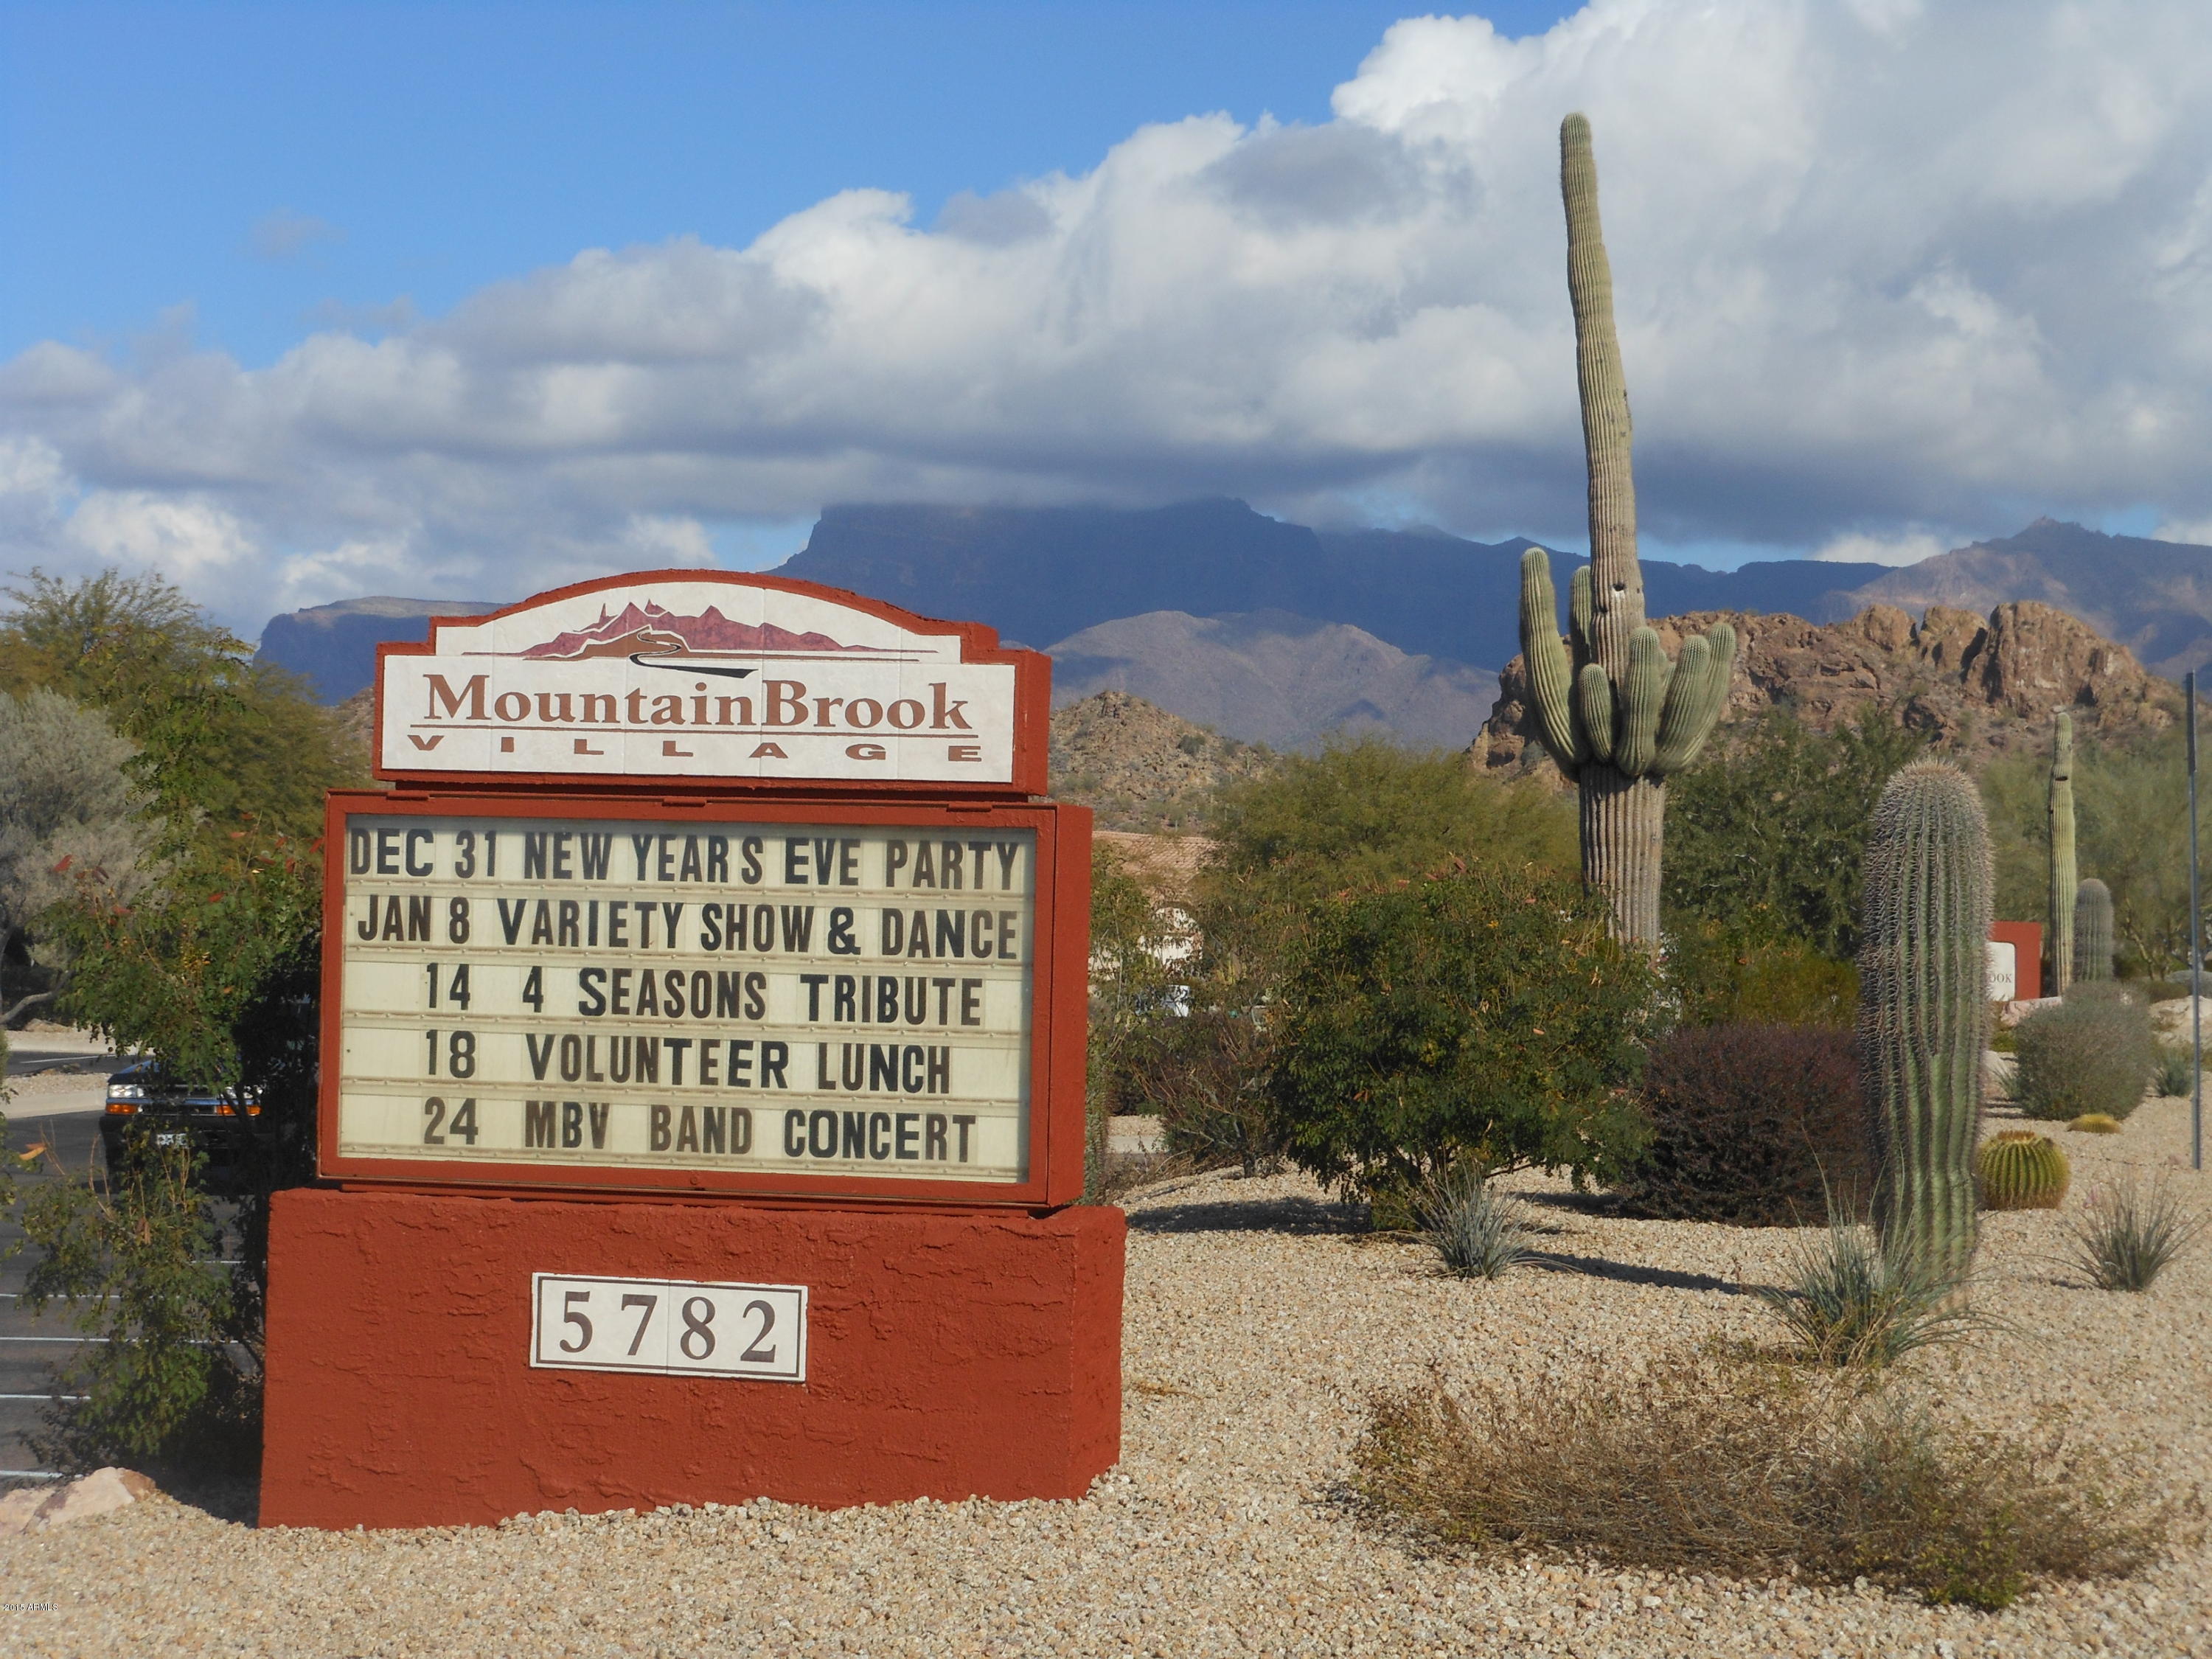 MountainBrook
VILLAGE
DEC 31 NEW YEARS EVE PARTY
JAN 8 VARIETY SHOW & DANCE
14 4 SEASONS TRIBUTE
18 VOLUNTEER LUNCH
24 MBV BAND CONCERT
5782
OOK